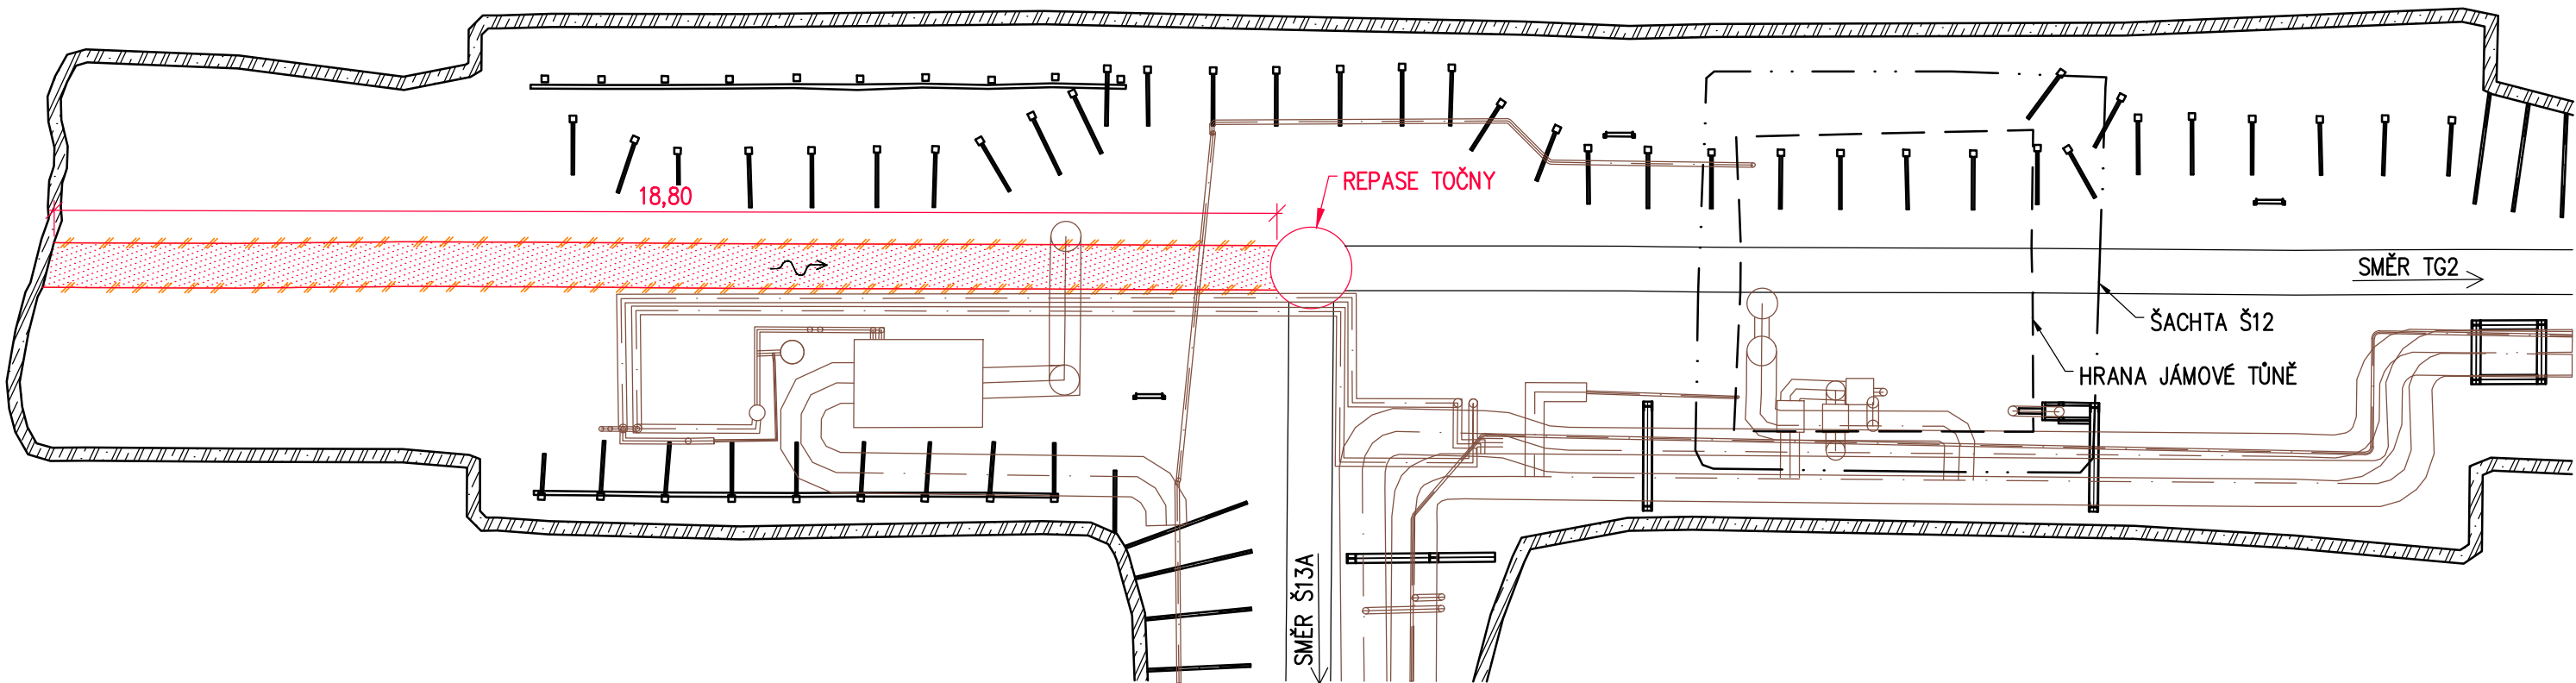 18,80
REPASE TOČNY
SMĚR TG2
ŠACHTA Š12
HRANA JÁMOVÉ TŮNĚ
SMĚR Š13A